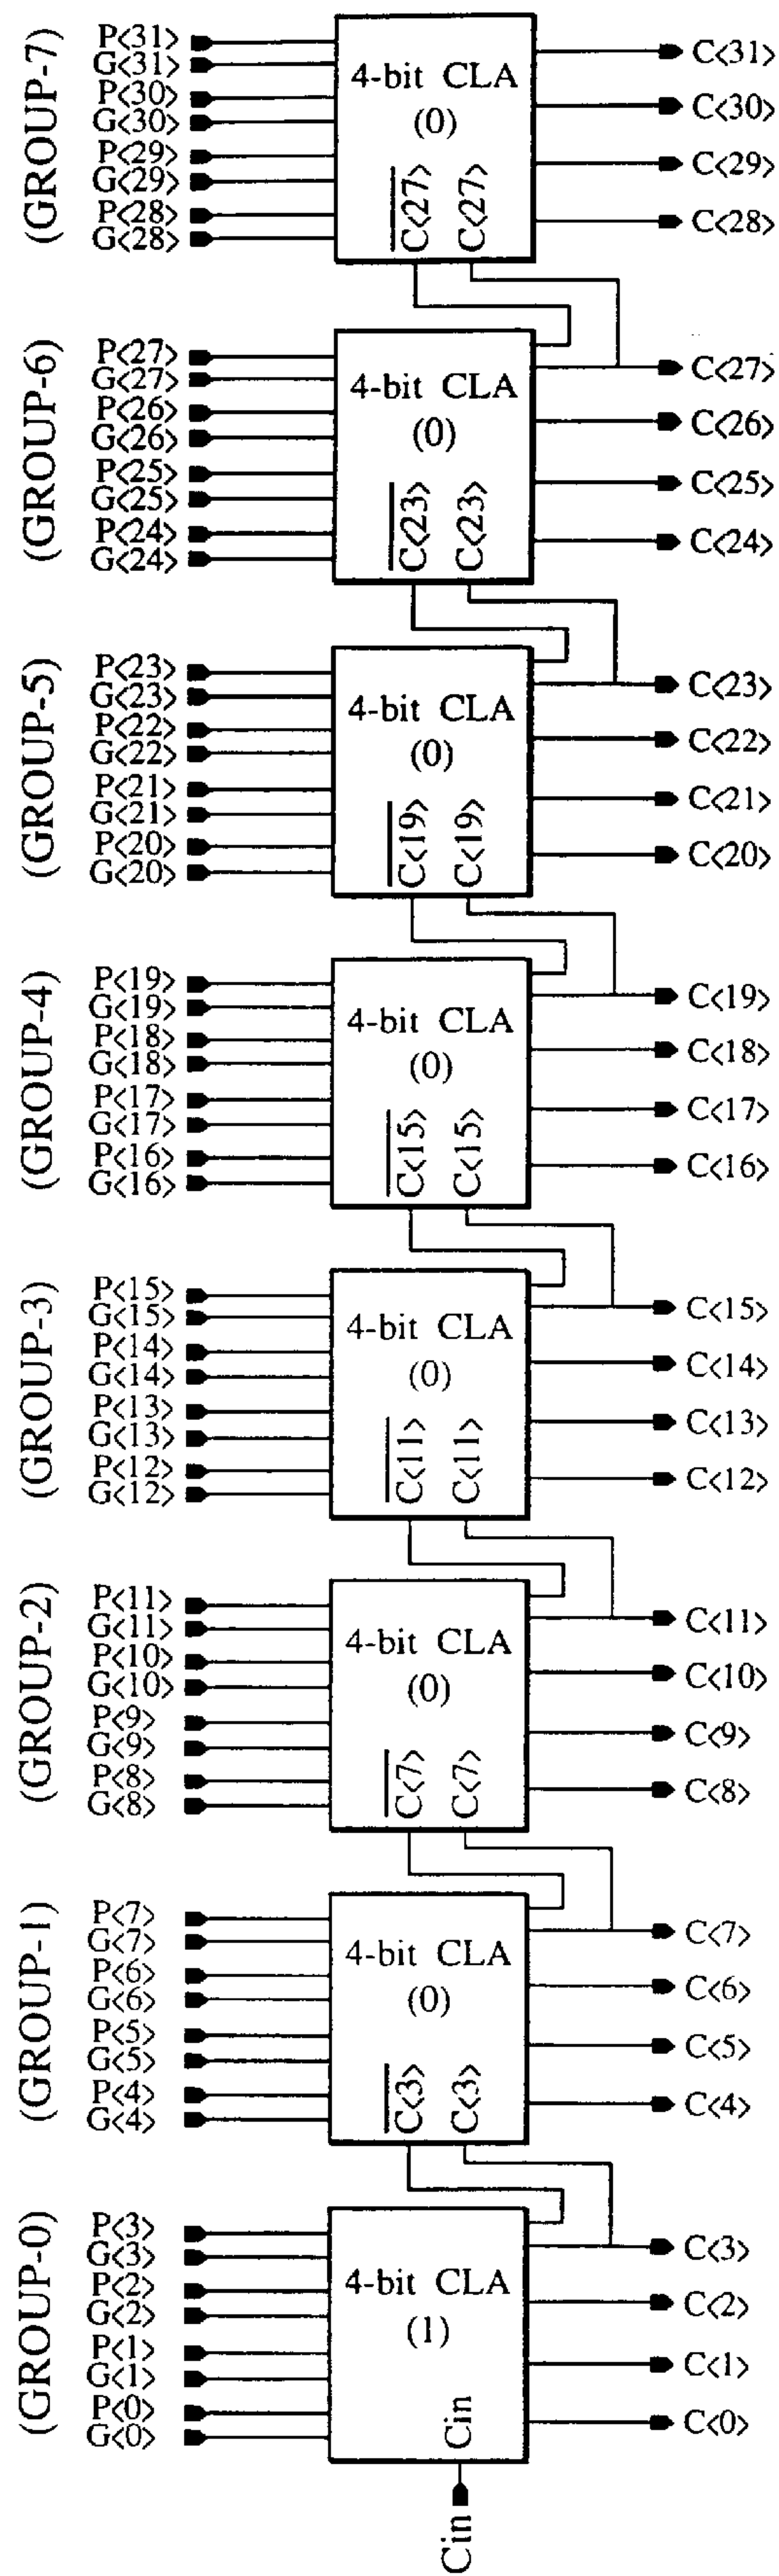 (GROUP-7)
P<31>
G<31>
P<30>
G<30>
P<29>
G<29>
P<28>
G<28>
4-bit CLA
(0)
C<27>
C<27>
C<31>
C<30>
C<29>
C<28>
(GROUP-6)
P<27>
G<27>
P<26>
G<26>
P<25>
G<25>
P<24>
G<24>
4-bit CLA
(0)
C<23>
C<23>
C<27>
C<26>
C<25>
C<24>
(GROUP-5)
P<23>
G<23>
P<22>
G<22>
P<21>
G<21>
P<20>
G<20>
4-bit CLA
(0)
C<19>
C<19>
C<23>
C<22>
C<21>
C<20>
(GROUP-4)
P<19>
G<19>
P<18>
G<18>
P<17>
G<17>
P<16>
G<16>
4-bit CLA
(0)
C<15>
C<15>
C<19>
C<18>
C<17>
C<16>
(GROUP-3)
P<15>
G<15>
P<14>
G<14>
P<13>
G<13>
P<12>
G<12>
4-bit CLA
(0)
C<11>
C<11>
C<15>
C<14>
C<13>
C<12>
(GROUP-2)
P<11>
G<11>
P<10>
G<10>
P<9>
G<9>
P<8>
G<8>
4-bit CLA
(0)
C<7>
C<7>
C<11>
C<10>
C<9>
C<8>
(GROUP-1)
P<7>
G<7>
P<6>
G<6>
P<5>
G<5>
P<4>
G<4>
4-bit CLA
(0)
C<3>
C<3>
C<7>
C<6>
C<5>
C<4>
(GROUP-0)
P<3>
G<3>
P<2>
G<2>
P<1>
G<1>
P<0>
G<0>
4-bit CLA
(1)
Cin
C<3>
C<2>
C<1>
C<0>
Cin